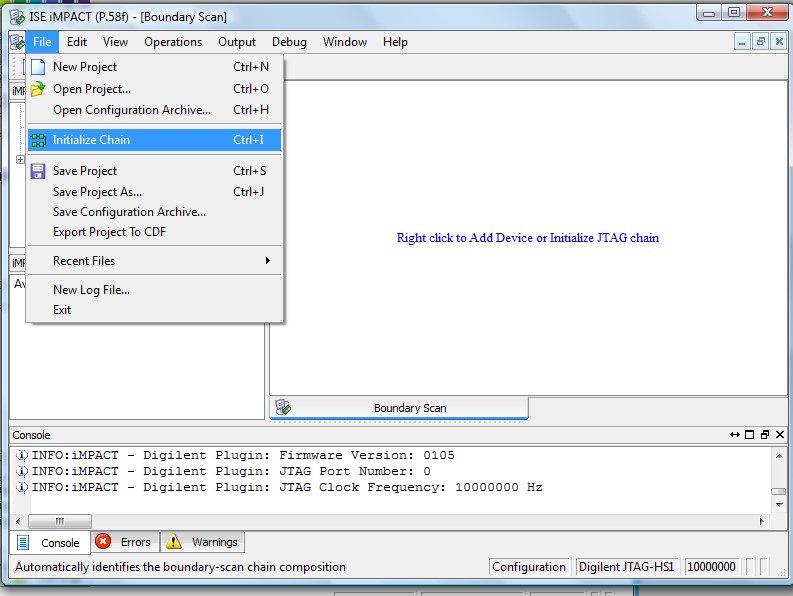 ISE iMPACT (P.58f) - [Boundary Scan]
File Edit View Operations Output Debug Window Help
New Project Ctrl+N
Open Project... Ctrl+O
Open Configuration Archive... Ctrl+H
Initialize Chain Ctrl+I
Save Project Ctrl+S
Save Project As... Ctrl+J
Save Configuration Archive...
Export Project To CDF
Recent Files
New Log File...
Exit
Right click to Add Device or Initialize JTAG chain
Boundary Scan
Console
INFO:iMPACT - Digilent Plugin: Firmware Version: 0105
INFO:iMPACT - Digilent Plugin: JTAG Port Number: 0
INFO:iMPACT - Digilent Plugin: JTAG Clock Frequency: 10000000 Hz
Console Errors Warnings
Automatically identifies the boundary-scan chain composition Configuration Digilent JTAG-HS1 10000000